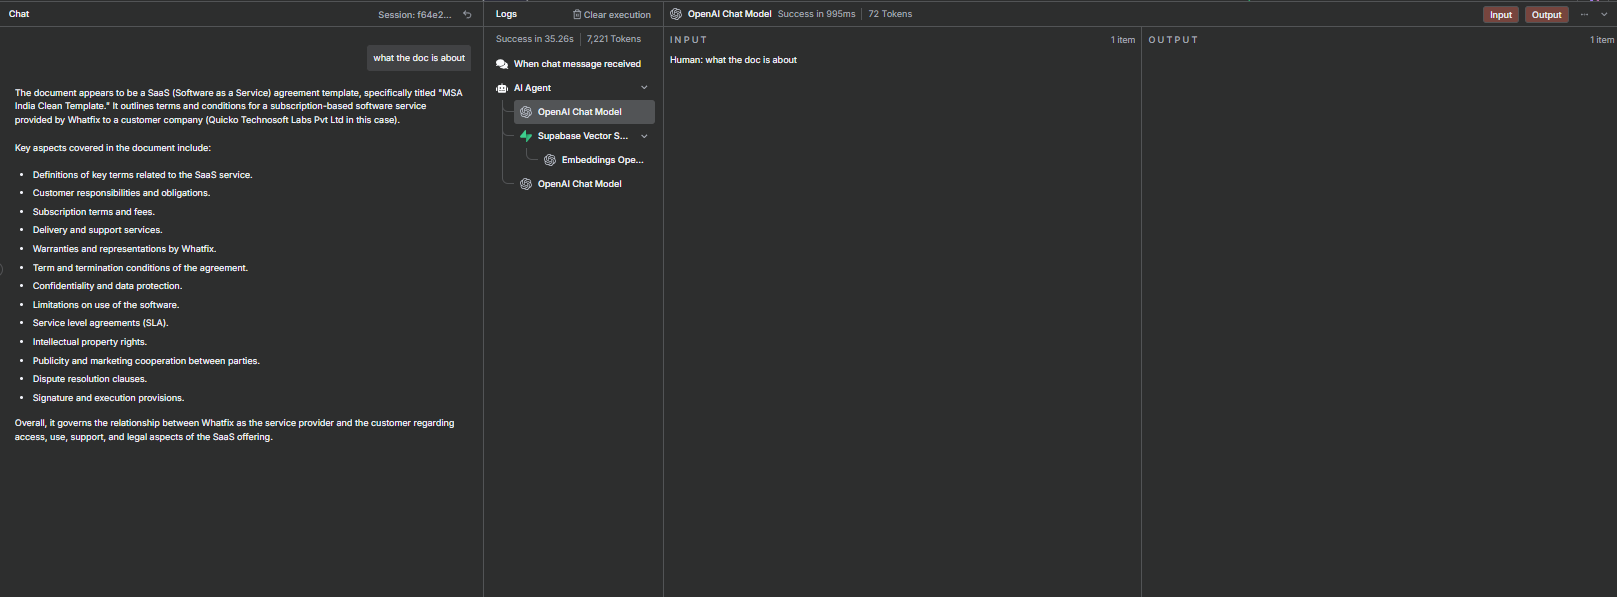 Chat
Session: f64e2...
what the doc is about
The document appears to be a SaaS (Software as a Service) agreement template, specifically titled "MSA
India Clean Template." It outlines terms and conditions for a subscription-based software service
provided by Whatfix to a customer company (Quicko Technosoft Labs Pvt Ltd in this case).
Key aspects covered in the document include:
• Definitions of key terms related to the SaaS service.
• Customer responsibilities and obligations.
• Subscription terms and fees.
• Delivery and support services.
• Warranties and representations by Whatfix.
• Term and termination conditions of the agreement.
• Confidentiality and data protection.
• Limitations on use of the software.
• Service level agreements (SLA).
• Intellectual property rights.
• Publicity and marketing cooperation between parties.
• Dispute resolution clauses.
• Signature and execution provisions.
Overall, it governs the relationship between Whatfix as the service provider and the customer regarding
access, use, support, and legal aspects of the SaaS offering.
Logs
Clear execution
Success in 35.26s | 7,221 Tokens
When chat message received
AI Agent
OpenAI Chat Model
Supabase Vector S...
Embeddings Ope...
OpenAI Chat Model
OpenAI Chat Model Success in 995ms | 72 Tokens
Input Output ...
INPUT
1 item
Human: what the doc is about
OUTPUT
1 item